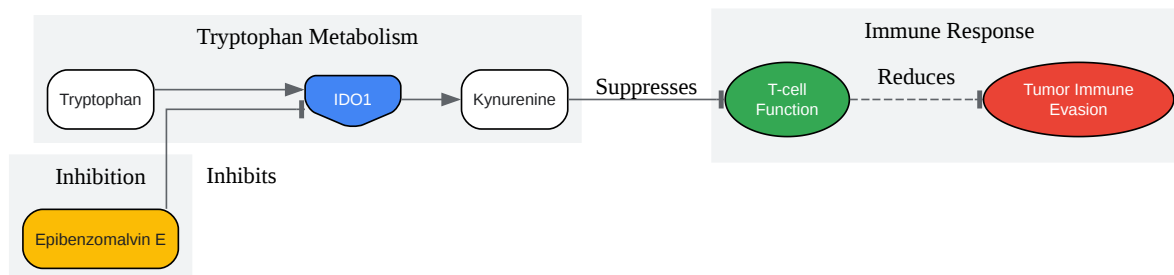 Tryptophan Metabolism
Immune Response
Tryptophan
IDO1
Kynurenine
Suppresses
T-cell
Function
Reduces
Tumor Immune
Evasion
Inhibition
Inhibits
Epibenzomalvin E